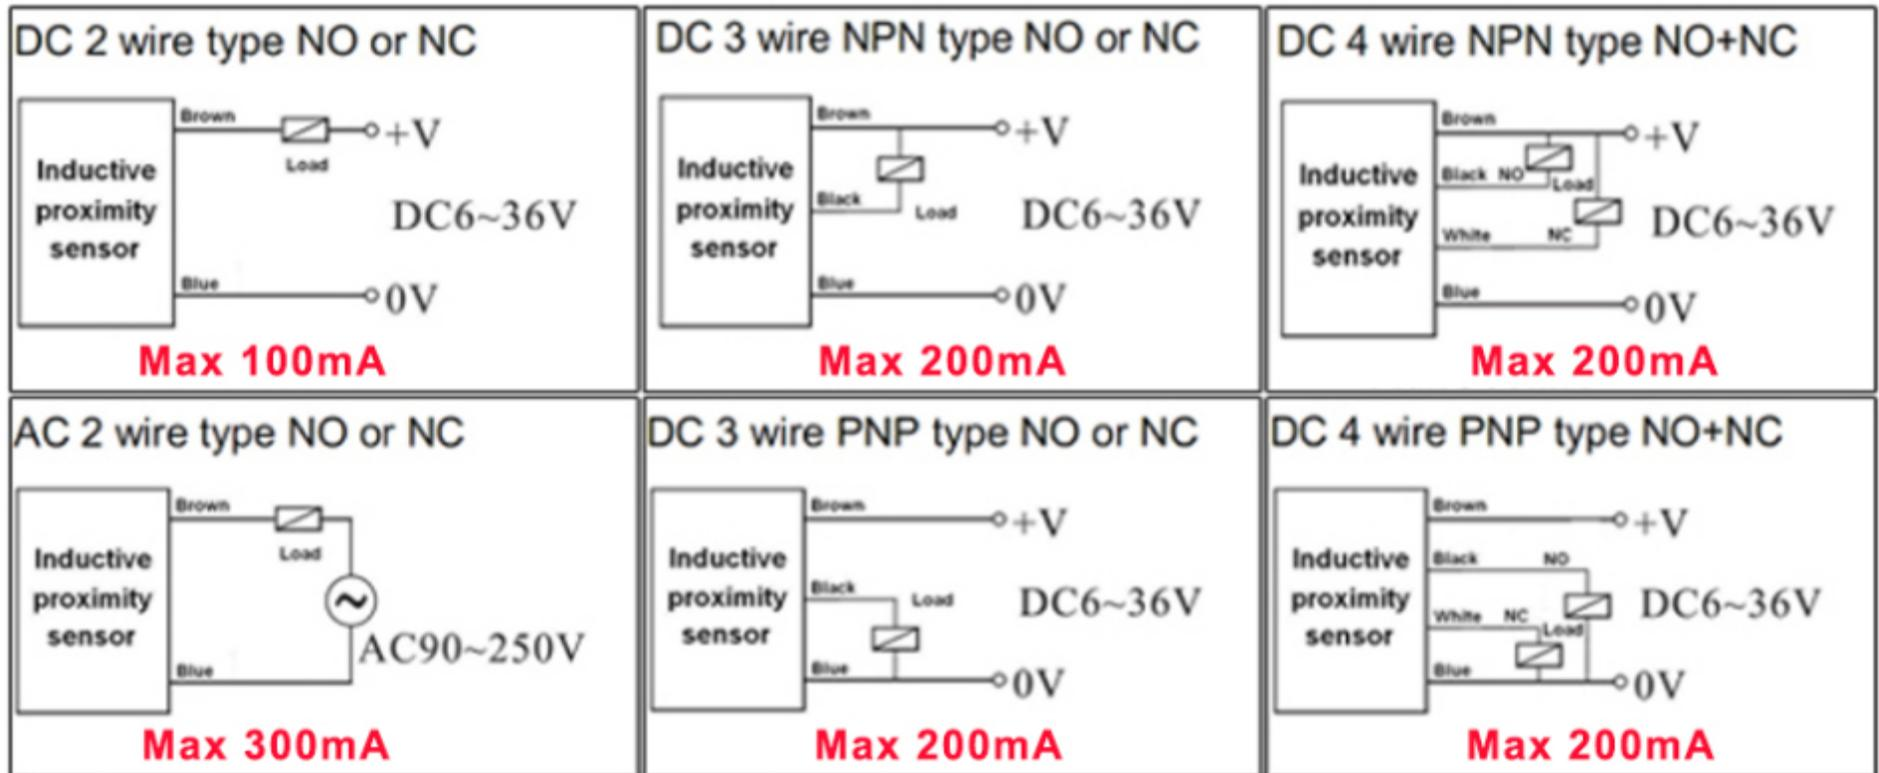 DC 2 wire type NO or NC
Brown
Load
+V
Inductive
proximity
sensor
DC6~36V
Blue
0V
Max 100mA
DC 3 wire NPN type NO or NC
Brown
+V
Inductive
proximity
sensor
Black
Load
DC6~36V
Blue
0V
Max 200mA
DC 4 wire NPN type NO+NC
Brown
+V
Inductive
proximity
sensor
Black NO
Load
DC6~36V
White NC
Blue
0V
Max 200mA
AC 2 wire type NO or NC
Brown
Load
Inductive
proximity
sensor
~
AC90~250V
Blue
Max 300mA
DC 3 wire PNP type NO or NC
Brown
+V
Inductive
proximity
sensor
Black
Load
DC6~36V
Blue
0V
Max 200mA
DC 4 wire PNP type NO+NC
Brown
+V
Inductive
proximity
sensor
Black NO
DC6~36V
White NC
Load
Blue
0V
Max 200mA